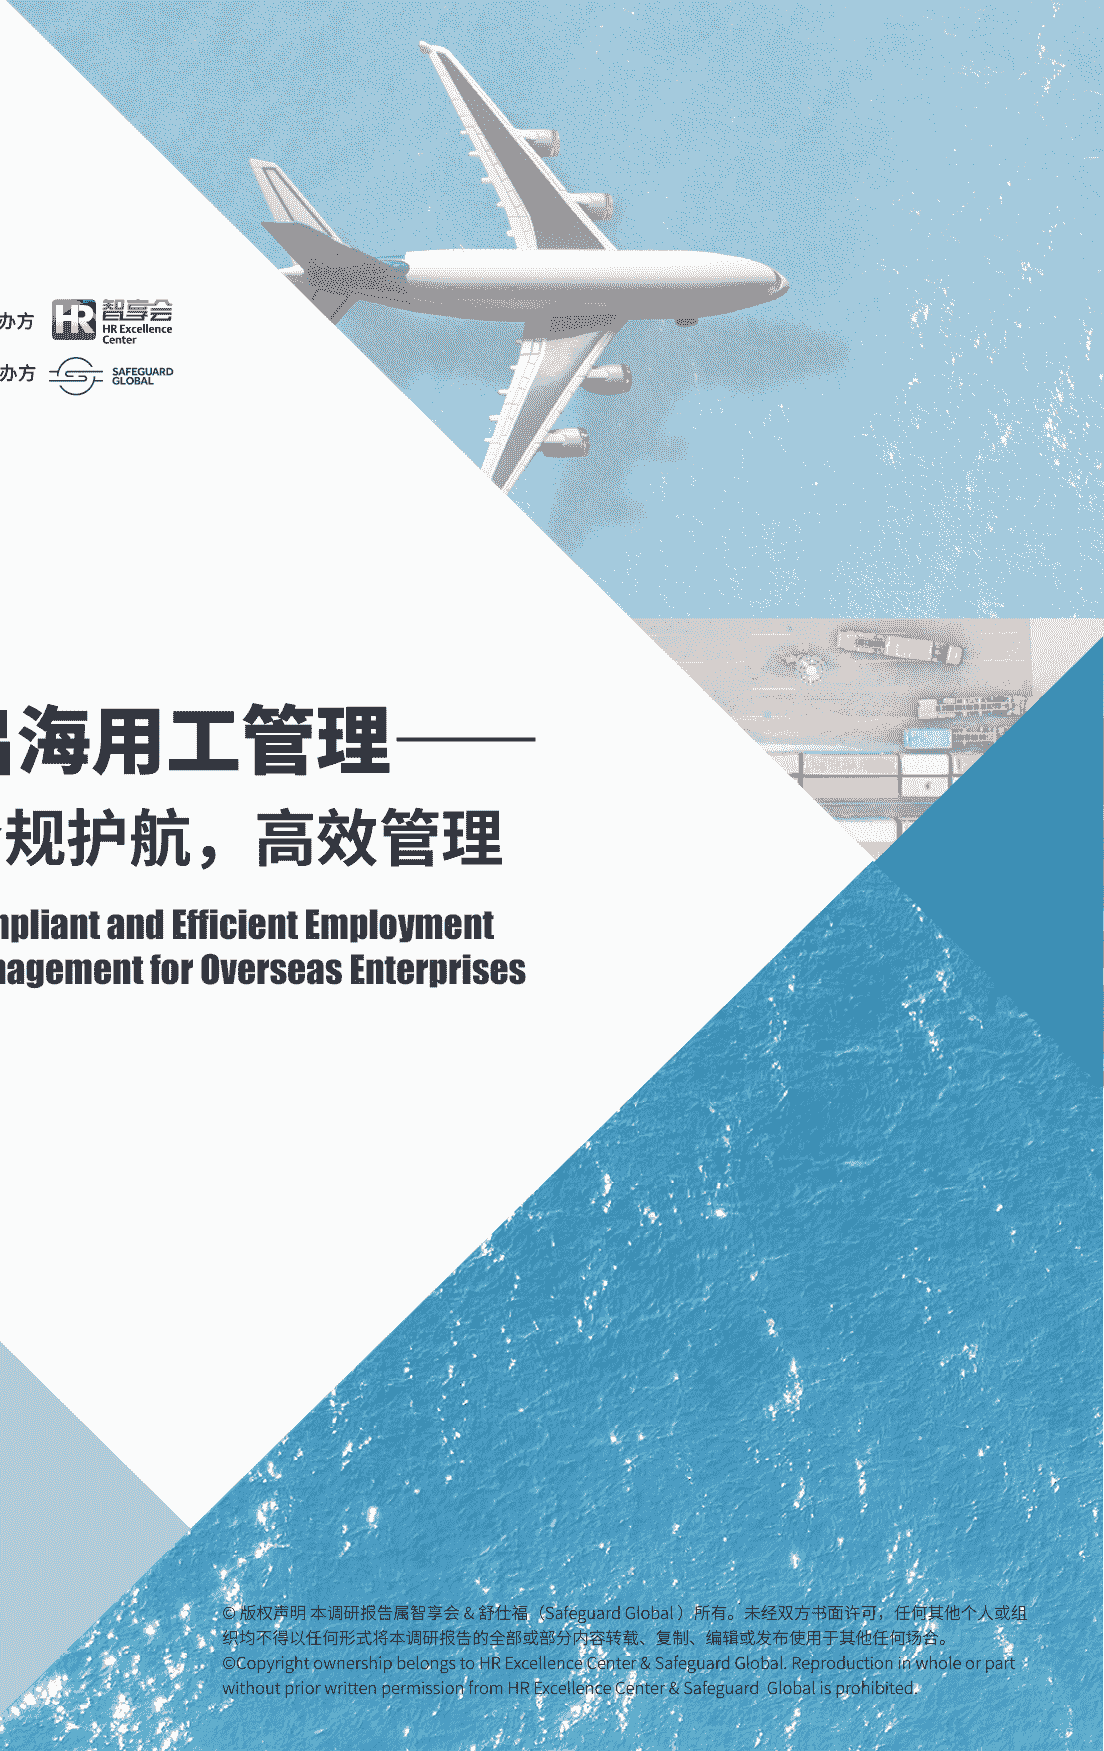 办方
HR 智享会
HR Excellence
Center
办方
SAFEGUARD
GLOBAL
海用工管理——
规护航，高效管理
pliant and Efficient Employment
agement for Overseas Enterprises
© 版权声明 本调研报告属智享会 & 舒仕福（Safeguard Global ）所有。未经双方书面许可，任何其他个人或组
织均不得以任何形式将本调研报告的全部或部分内容转载、复制、编辑或发布使用于其他任何场合。
©Copyright ownership belongs to HR Excellence Center & Safeguard Global. Reproduction in whole or part
without prior written permission from HR Excellence Center & Safeguard Global is prohibited.